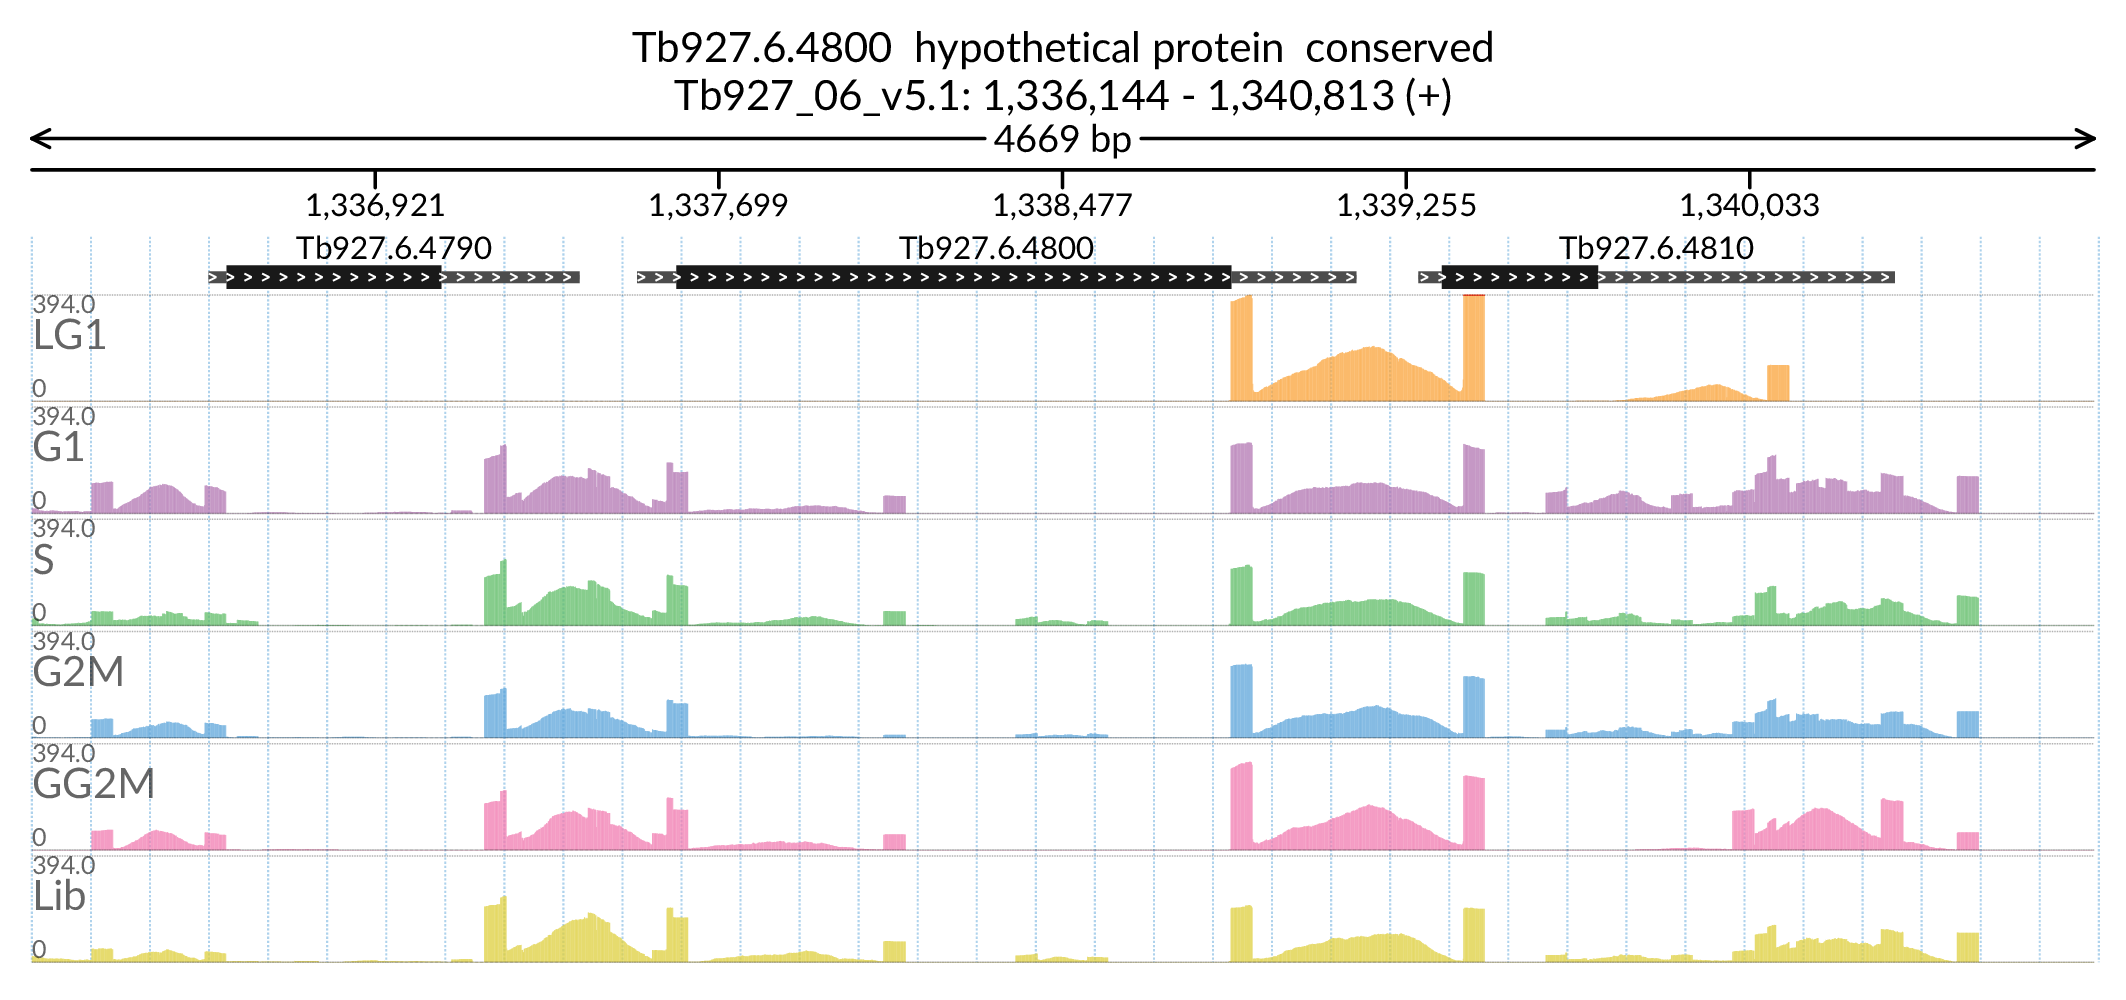 Tb927.6.4800  hypothetical protein  conserved
Tb927_06_v5.1: 1,336,144 - 1,340,813 (+)
4669 bp
1,336,921 1,337,699 1,338,477 1,339,255 1,340,033
Tb927.6.4790 Tb927.6.4800 Tb927.6.4810
394.0
LG1
0
394.0
G1
0
394.0
S
0
394.0
G2M
0
394.0
GG2M
0
394.0
Lib
0